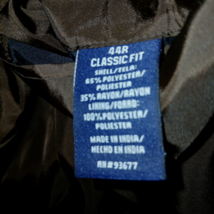 44R
CLASSIC FIT
SHELL/TELA:
65% POLYESTER/
POLIESTER
35% RAYON/RAYON
LINING/FORRO:
100% POLYESTER/
POLIESTER
MADE IN INDIA/
HECHO EN INDIA
RN#93677